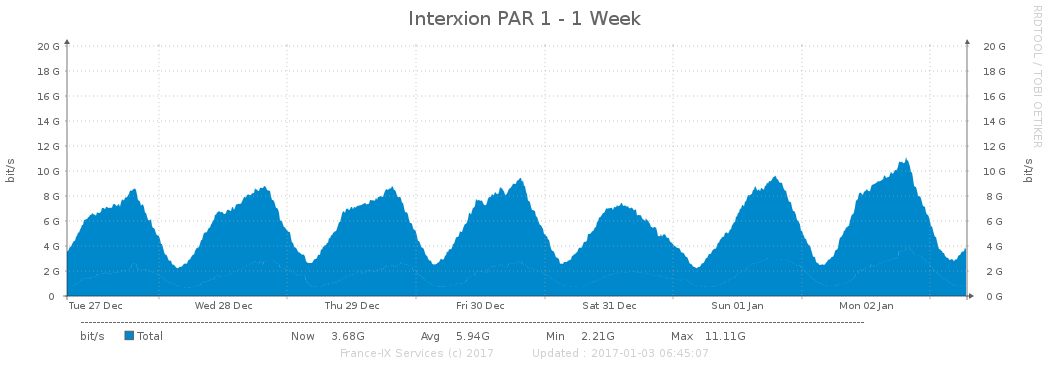 Interxion PAR 1 - 1 Week
RRDTOOL / TOBI OETIKER
20 G 20 G
18 G 18 G
16 G 16 G
14 G 14 G
12 G 12 G
10 G 10 G
8 G 8 G
6 G 6 G
4 G 4 G
2 G 2 G
0 0 G
bit/s
bit/s
Tue 27 Dec Wed 28 Dec Thu 29 Dec Fri 30 Dec Sat 31 Dec Sun 01 Jan Mon 02 Jan
bit/s Total Now 3.68G Avg 5.94G Min 2.21G Max 11.11G
France-IX Services (c) 2017 Updated : 2017-01-03 06:45:07